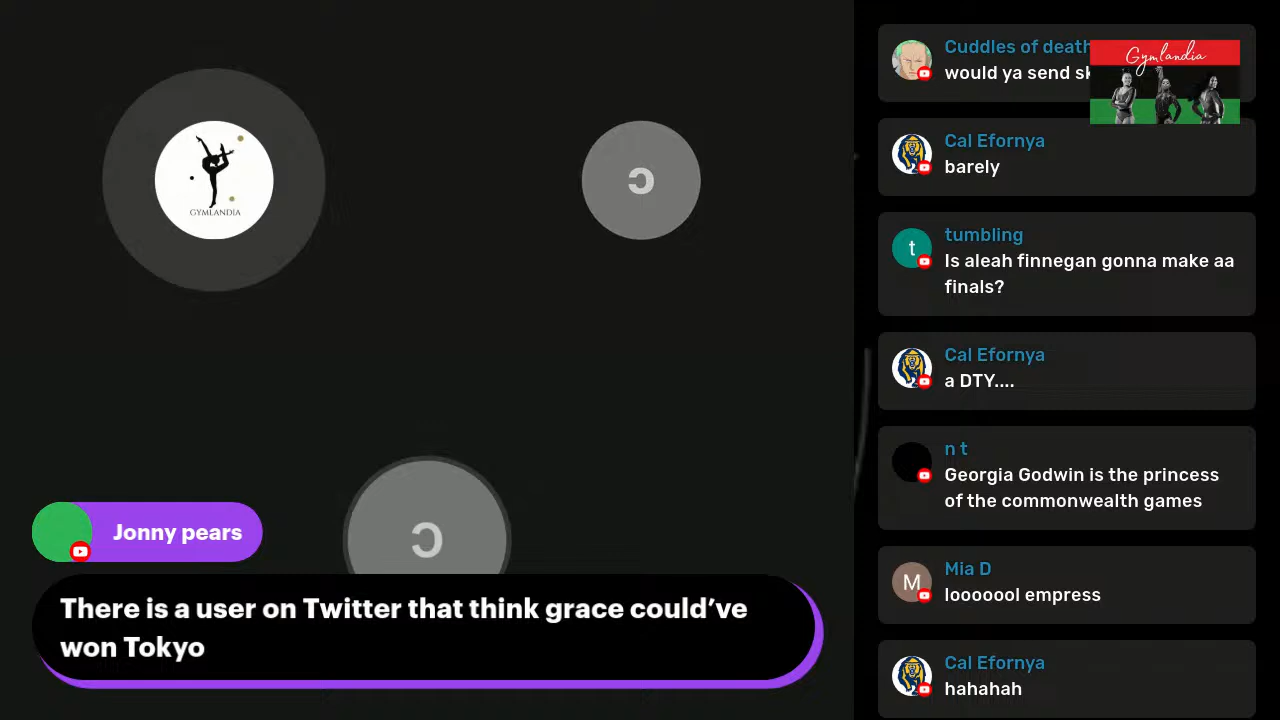 GYMLANDIA
ɔ
ɔ
Jonny pears
There is a user on Twitter that think grace could’ve
won Tokyo
Cuddles of death
would ya send
Gymlandia
Cal Efornya
barely
tumbling
t
Is aleah finnegan gonna make aa
finals?
Cal Efornya
a DTY....
n t
Georgia Godwin is the princess
of the commonwealth games
Mia D
M
looooool empress
Cal Efornya
hahahah